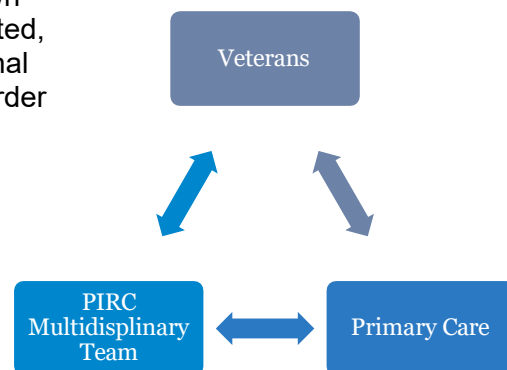 Veterans
PIRC
Multidisplinary
Team
Primary Care